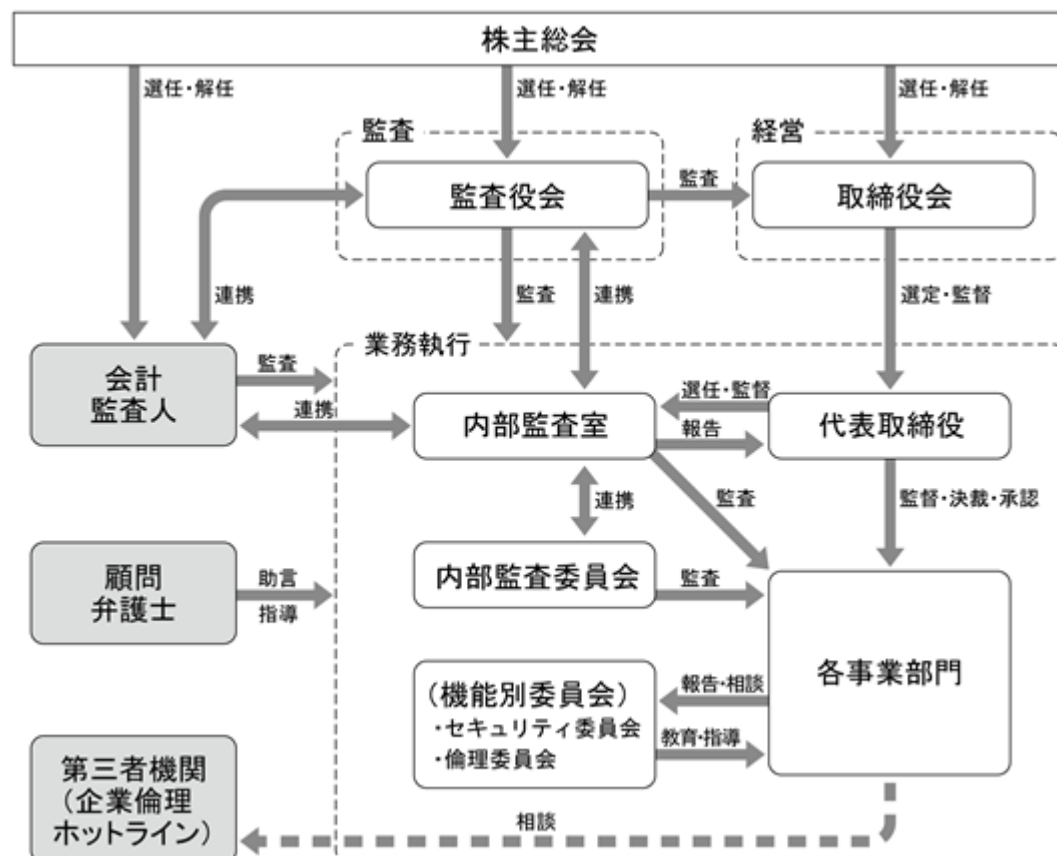 株主総会
選任・解任
選任・解任
選任・解任
監査
経営
監査役会
監査
取締役会
連携
監査
連携
選定・監督
業務執行
会計
監査人
監査
連携
内部監査室
選任・監督
報告
代表取締役
連携
監査
監督・決裁・承認
顧問
弁護士
助言
指導
内部監査委員会
監査
各事業部門
(機能別委員会)
・セキュリティ委員会
・倫理委員会
報告・相談
教育・指導
第三者機関
(企業倫理
ホットライン)
相談